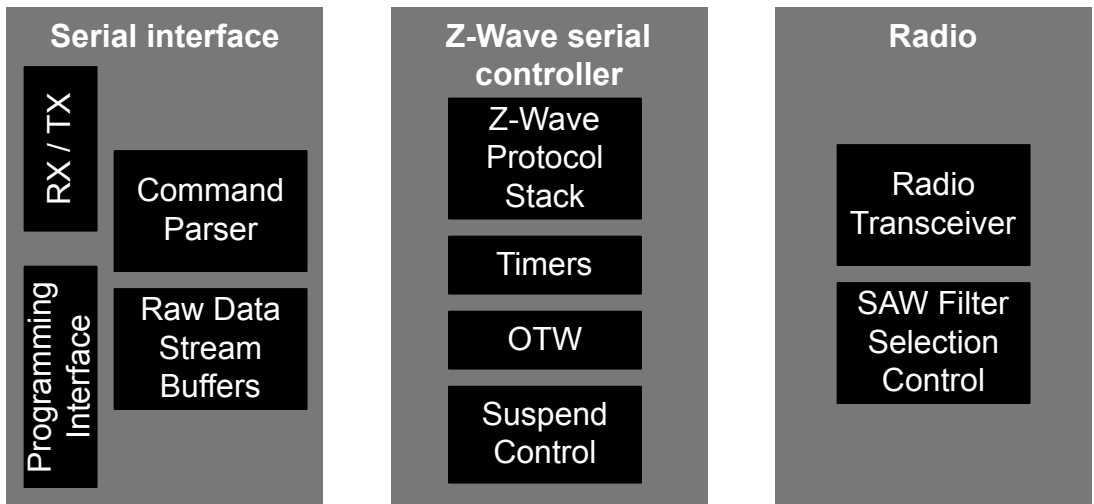 Serial interface
RX / TX
Command
Parser
Programming
Interface
Raw Data
Stream
Buffers
Z-Wave serial
controller
Z-Wave
Protocol
Stack
Timers
OTW
Suspend
Control
Radio
Radio
Transceiver
SAW Filter
Selection
Control